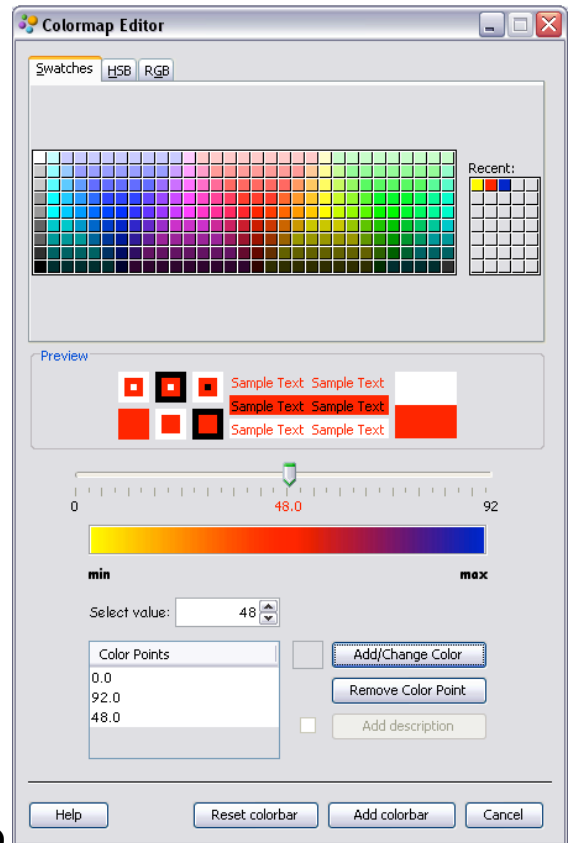 Colormap Editor
Swatches HSB RGB
Recent:
Preview
Sample Text Sample Text
Sample Text Sample Text
Sample Text Sample Text
0 48.0 92
min max
Select value: 48
Color Points
0.0
92.0
48.0
Add/Change Color
Remove Color Point
Add description
Help Reset colorbar Add colorbar Cancel